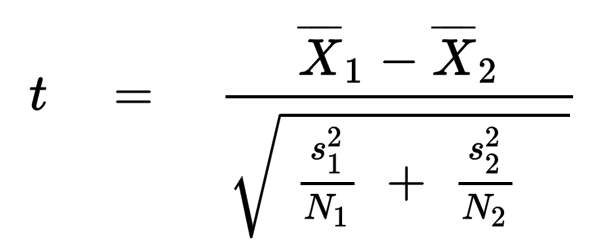 t = (X̅₁ − X̅₂) / √(s₁²/N₁ + s₂²/N₂)